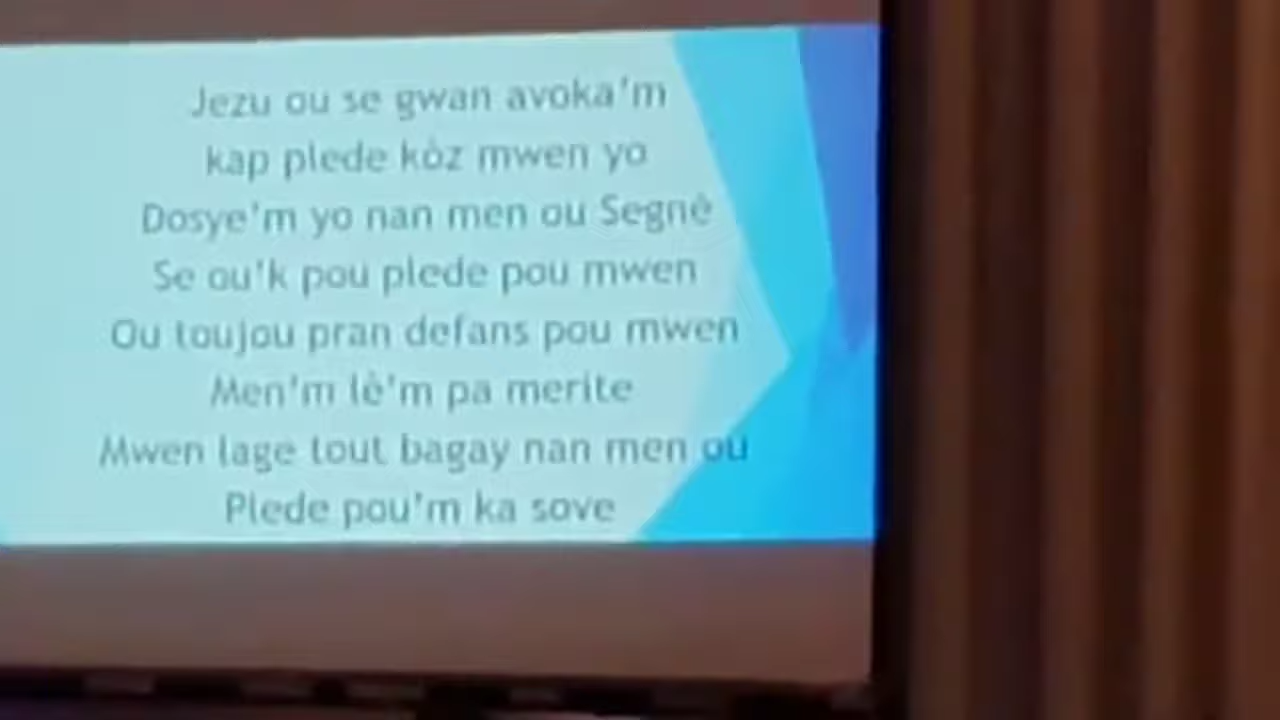 Jezu ou se gwan avoka'm
kap plede kòz mwen yo
Dosye'm yo nan men ou Segnè
Se ou'k pou plede pou mwen
Ou toujou pran defans pou mwen
Men'm lè'm pa merite
Mwen lage tout bagay nan men ou
Plede pou'm ka sove